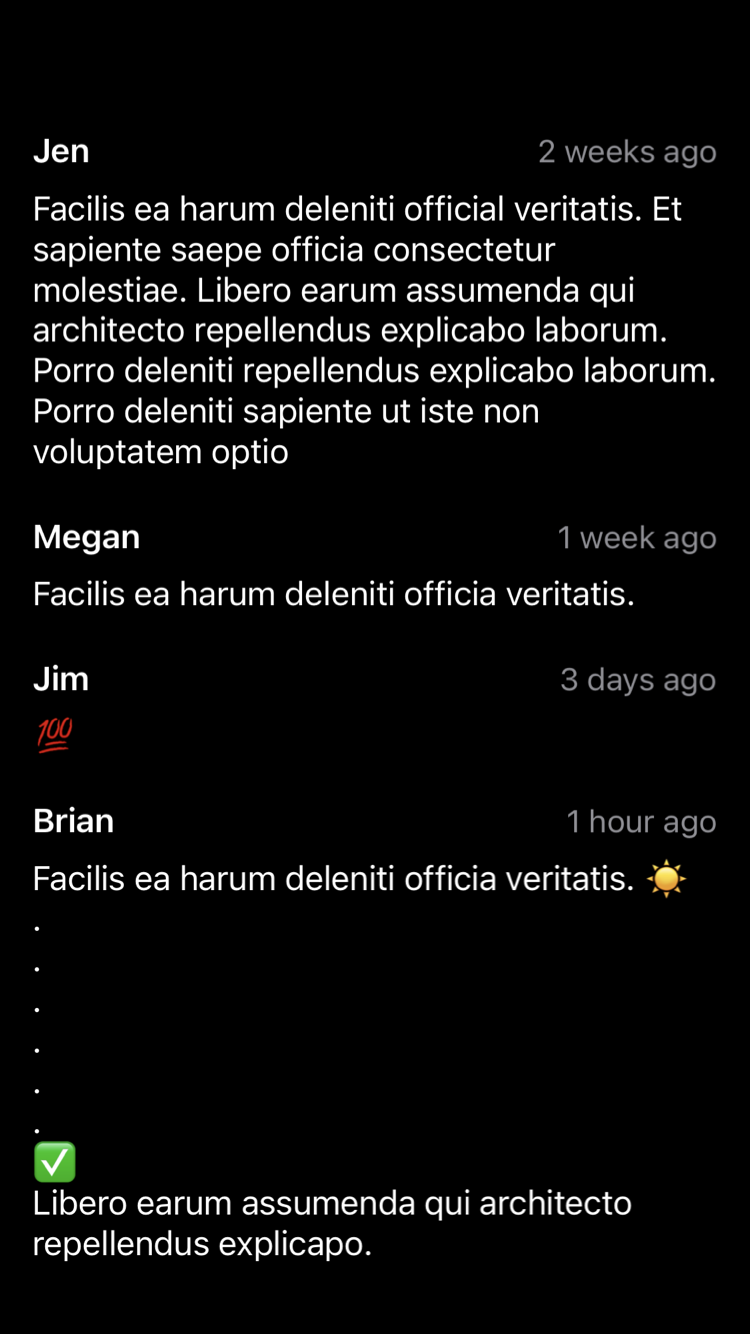 Jen 2 weeks ago
Facilis ea harum deleniti official veritatis. Et
sapiente saepe officia consectetur
molestiae. Libero earum assumenda qui
architecto repellendus explicabo laborum.
Porro deleniti repellendus explicabo laborum.
Porro deleniti sapiente ut iste non
voluptatem optio
Megan 1 week ago
Facilis ea harum deleniti officia veritatis.
Jim 3 days ago
💯
Brian 1 hour ago
Facilis ea harum deleniti officia veritatis. ☀️
.
.
.
.
.
.
✅
Libero earum assumenda qui architecto
repellendus explicapo.